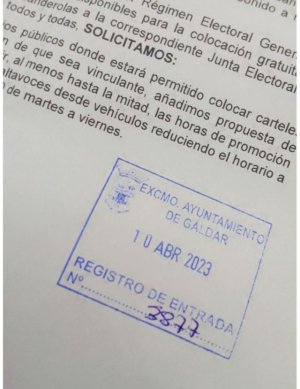 Régimen Electoral General
disponibles para la colocación gratuita
banderolas a la correspondiente Junta Electoral
todos y todas, SOLICITAMOS:
públicos donde estará permitido colocar carteles
de que sea vinculante, añadimos propuesta de
al menos hasta la mitad, las horas de promoción
altavoces desde vehículos reduciendo el horario a
de martes a viernes.
EXCMO. AYUNTAMIENTO
DE GÁLDAR
10 ABR 2023
REGISTRO DE ENTRADA
Nº 3877